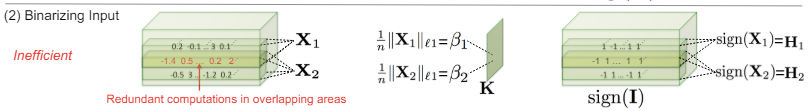 (2) Binarizing Input
Inefficient
0.2 -0.1 ... 3 0.1
-1.4 0.5 ... 0.2 2
-0.5 3 ... -1.2 0.2
X₁
X₂
Redundant computations in overlapping areas
1/n ||X₁||ℓ1=β₁
1/n ||X₂||ℓ1=β₂
K
1 -1 ... 1 1
-1 1 ... 1 1
-1 1 ... -1 1
sign(I)
sign(X₁)=H₁
sign(X₂)=H₂